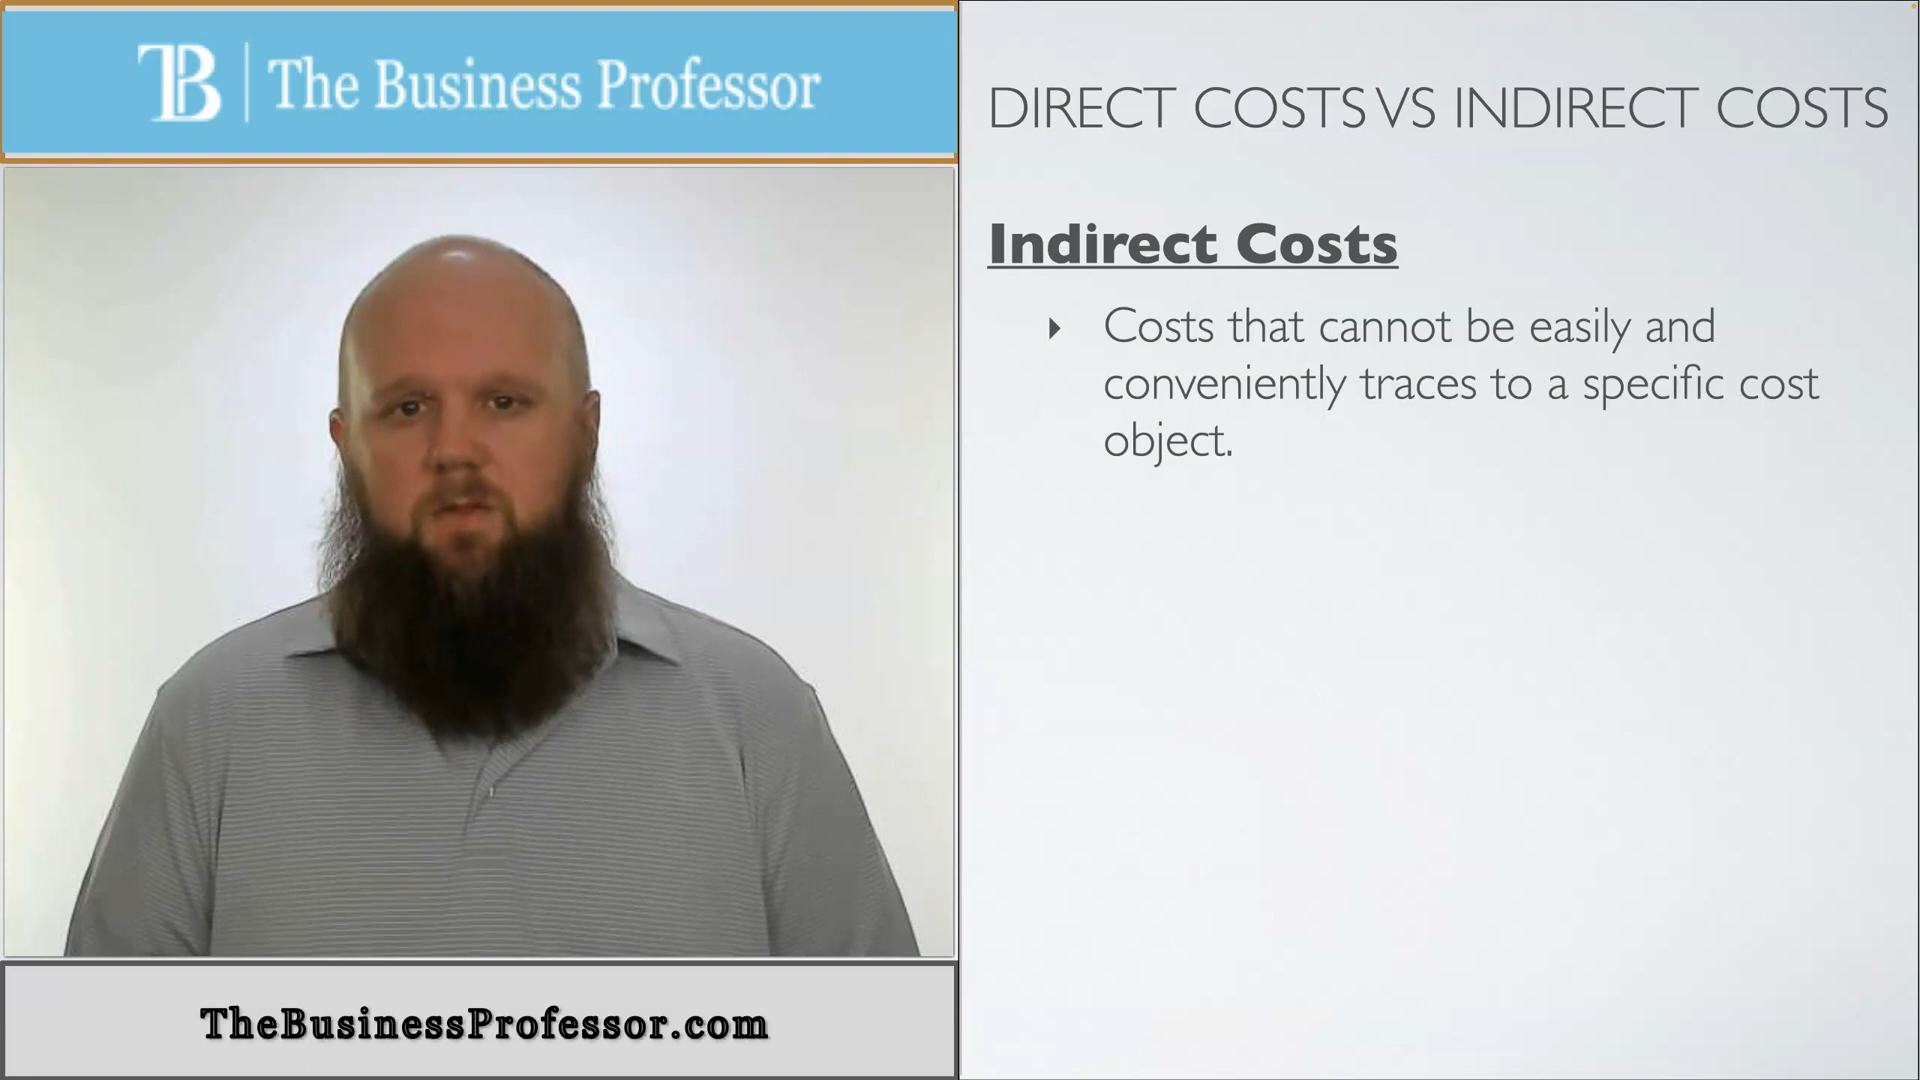 TB The Business Professor
DIRECT COSTS VS INDIRECT COSTS
Indirect Costs
Costs that cannot be easily and
conveniently traces to a specific cost
object.
TheBusinessProfessor.com